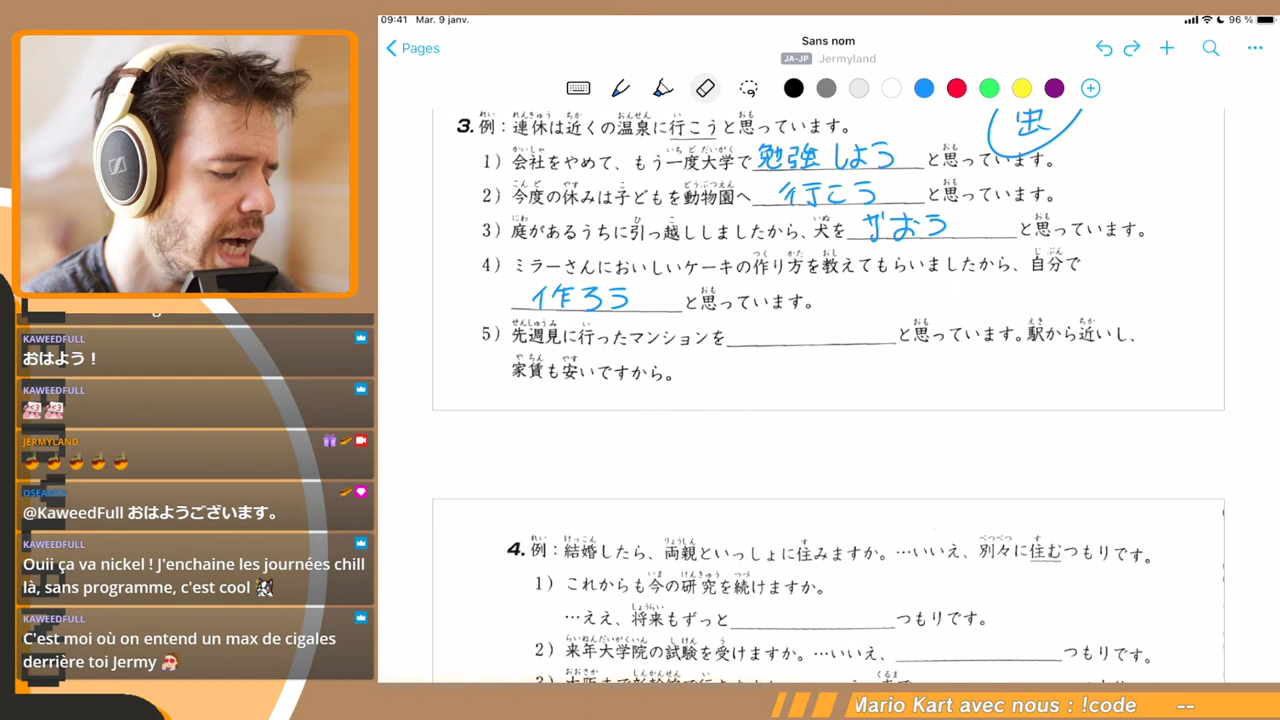 09:41 Mar. 9 janv.
96 %
Pages
Sans nom
JA-JP Jermyland
3. 例：連休は近くの温泉に行こうと思っています。
1) 会社をやめて、もう一度大学で勉強しようと思っています。
2) 今度の休みは子どもを動物園へ行こうと思っています。
3) 庭があるうちに引っ越ししましたから、犬を おうと思っています。
4) ミラーさんにおいしいケーキの作り方を教えてもらいましたから、自分で
作ろうと思っています。
5) 先週見に行ったマンションを と思っています。駅から近いし、
家賃も安いですから。
4. 例：結婚したら、両親といっしょに住みますか。…いいえ、別々に住むつもりです。
1) これからも今の研究を続けますか。
…ええ、将来もずっと つもりです。
2) 来年大学院の試験を受けますか。…いいえ、 つもりです。
KAWEEDFULL
おはよう！
KAWEEDFULL
JERMYLAND
@KaweedFull おはようございます。
KAWEEDFULL
Ouii ça va nickel ! J'enchaine les journées chill
là, sans programme, c'est cool
KAWEEDFULL
C'est moi où on entend un max de cigales
derrière toi Jermy
Mario Kart avec nous : !code --